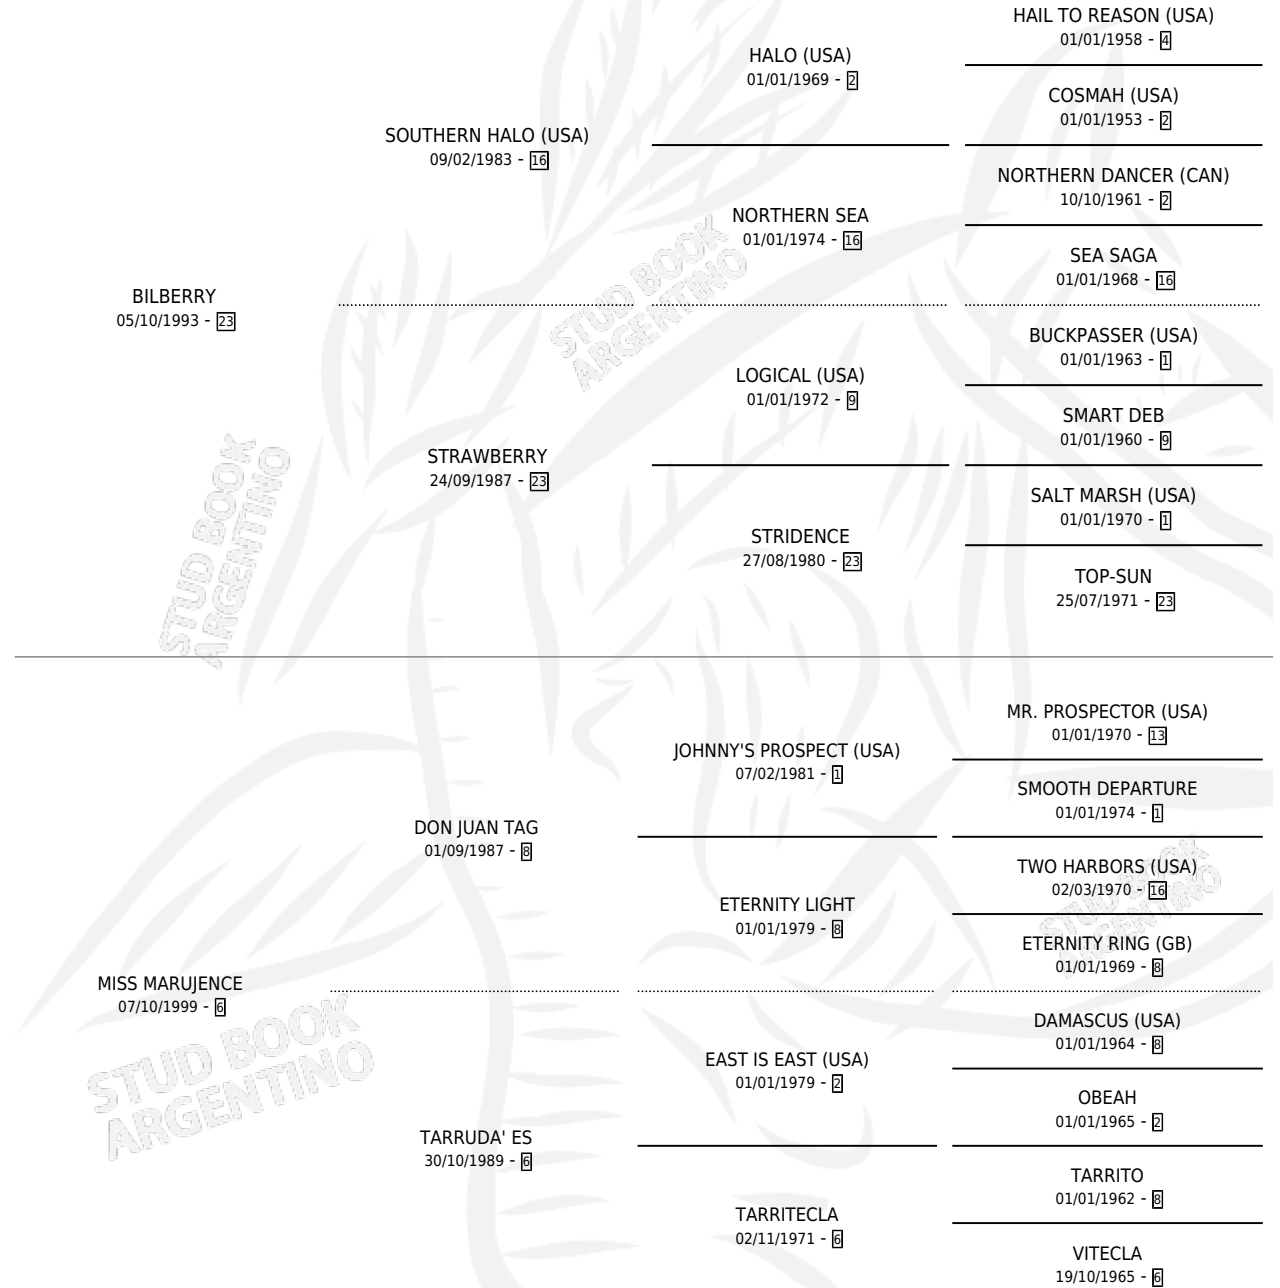 HAIL TO REASON (USA)
01/01/1958 - 4
HALO (USA)
01/01/1969 - 2
COSMAH (USA)
01/01/1953 - 2
SOUTHERN HALO (USA)
09/02/1983 - 16
NORTHERN DANCER (CAN)
10/10/1961 - 2
NORTHERN SEA
01/01/1974 - 16
SEA SAGA
01/01/1968 - 16
BILBERRY
05/10/1993 - 23
STUD BOOK
ARGENTINO
BUCKPASSER (USA)
01/01/1963 - 1
LOGICAL (USA)
01/01/1972 - 9
SMART DEB
01/01/1960 - 9
STRAWBERRY
24/09/1987 - 23
SALT MARSH (USA)
01/01/1970 - 1
STRIDENCE
27/08/1980 - 23
TOP-SUN
25/07/1971 - 23
STUD BOOK
ARGENTINO
MR. PROSPECTOR (USA)
01/01/1970 - 13
JOHNNY'S PROSPECT (USA)
07/02/1981 - 1
SMOOTH DEPARTURE
01/01/1974 - 1
DON JUAN TAG
01/09/1987 - 8
TWO HARBORS (USA)
02/03/1970 - 16
ETERNITY LIGHT
01/01/1979 - 8
STUD BOOK
ARGENTINO
ETERNITY RING (GB)
01/01/1969 - 8
MISS MARUJENCE
07/10/1999 - 6
DAMASCUS (USA)
01/01/1964 - 8
STUD BOOK
ARGENTINO
EAST IS EAST (USA)
01/01/1979 - 2
OBEAH
01/01/1965 - 2
TARRUDA' ES
30/10/1989 - 6
TARRITO
01/01/1962 - 8
TARRITECLA
02/11/1971 - 6
VITECLA
19/10/1965 - 6